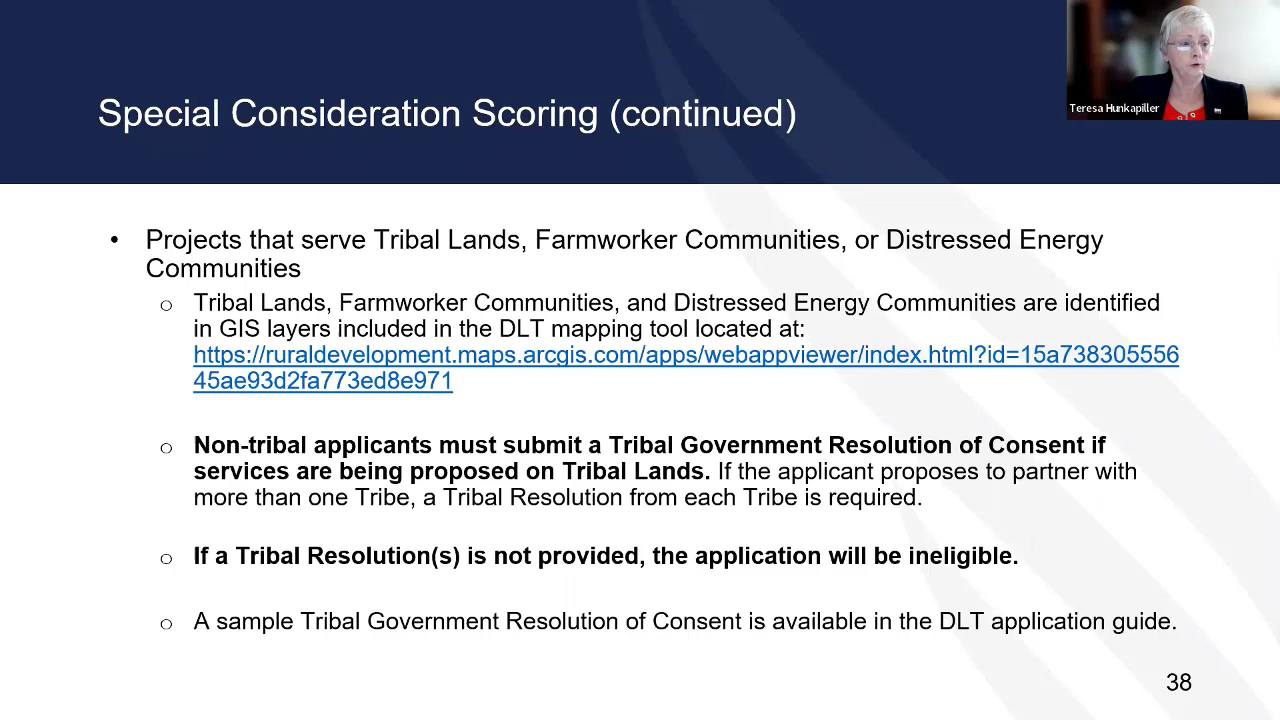 Teresa Hunkapiller
Special Consideration Scoring (continued)
• Projects that serve Tribal Lands, Farmworker Communities, or Distressed Energy
Communities
o Tribal Lands, Farmworker Communities, and Distressed Energy Communities are identified
in GIS layers included in the DLT mapping tool located at:
https://ruraldevelopment.maps.arcgis.com/apps/webappviewer/index.html?id=15a738305556
45ae93d2fa773ed8e971
o Non-tribal applicants must submit a Tribal Government Resolution of Consent if
services are being proposed on Tribal Lands. If the applicant proposes to partner with
more than one Tribe, a Tribal Resolution from each Tribe is required.
o If a Tribal Resolution(s) is not provided, the application will be ineligible.
o A sample Tribal Government Resolution of Consent is available in the DLT application guide.
38